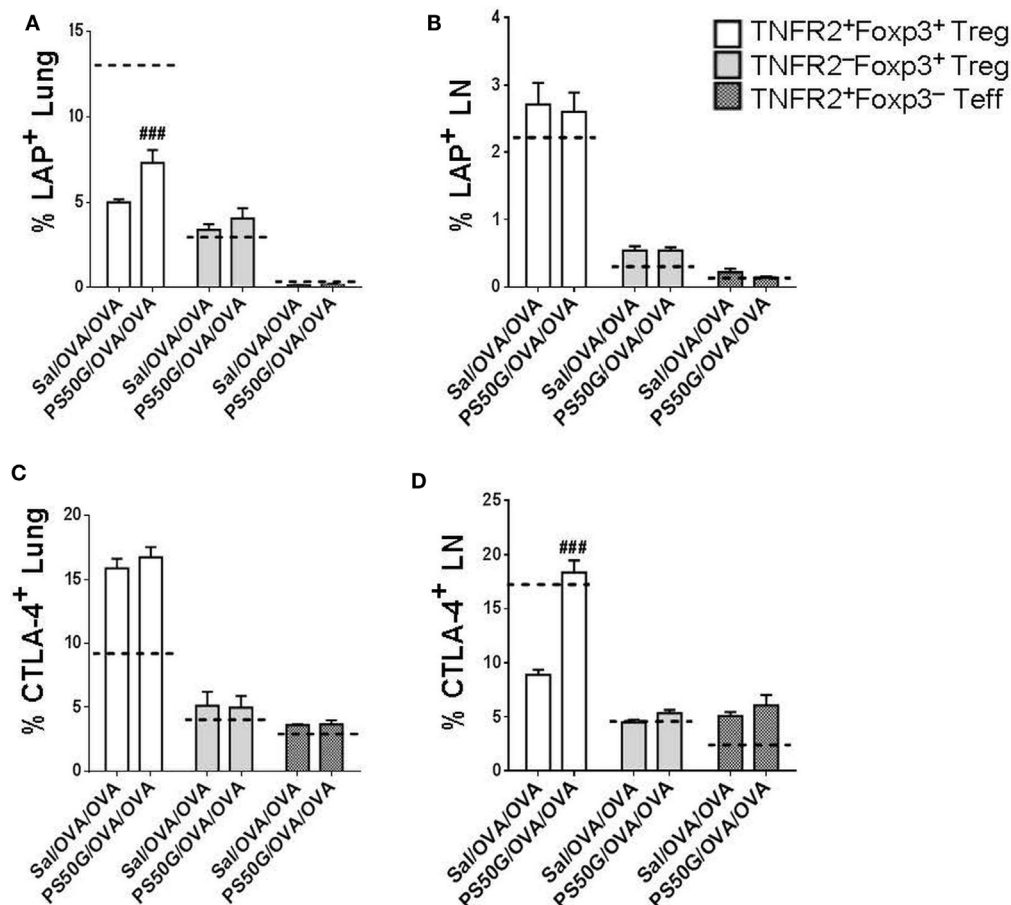 A
% LAP+ Lung
15
10
5
0
###
Sal/OVA/OVA
PS50G/OVA/OVA
Sal/OVA/OVA
PS50G/OVA/OVA
Sal/OVA/OVA
PS50G/OVA/OVA
B
% LAP+ LN
4
3
2
1
0
Sal/OVA/OVA
PS50G/OVA/OVA
Sal/OVA/OVA
PS50G/OVA/OVA
Sal/OVA/OVA
PS50G/OVA/OVA
TNFR2+Foxp3+ Treg
TNFR2−Foxp3+ Treg
TNFR2+Foxp3− Teff
C
% CTLA-4+ Lung
20
15
10
5
0
Sal/OVA/OVA
PS50G/OVA/OVA
Sal/OVA/OVA
PS50G/OVA/OVA
Sal/OVA/OVA
PS50G/OVA/OVA
D
% CTLA-4+ LN
25
20
15
10
5
0
###
Sal/OVA/OVA
PS50G/OVA/OVA
Sal/OVA/OVA
PS50G/OVA/OVA
Sal/OVA/OVA
PS50G/OVA/OVA